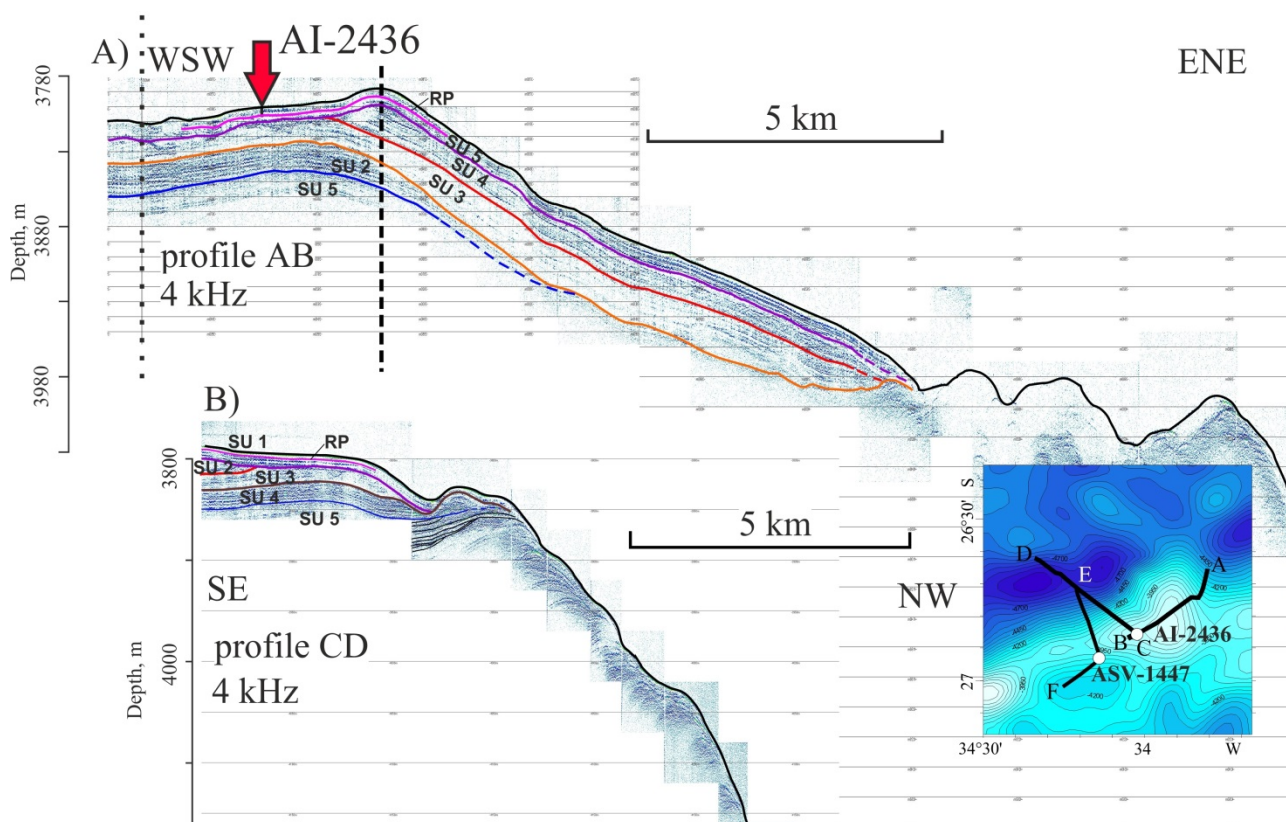 A)
WSW
AI-2436
ENE
3780
RP
5 km
SU 5
SU 4
SU 2
SU 3
SU 5
3880
Depth, m
profile AB
4 kHz
3980
B)
SU 1
RP
3800
SU 2
SU 3
SU 4
SU 5
5 km
SE
NW
profile CD
4 kHz
Depth, m
4000
26°30' S
D
E
A
B
C
AI-2436
ASV-1447
F
27
34°30'
34
W